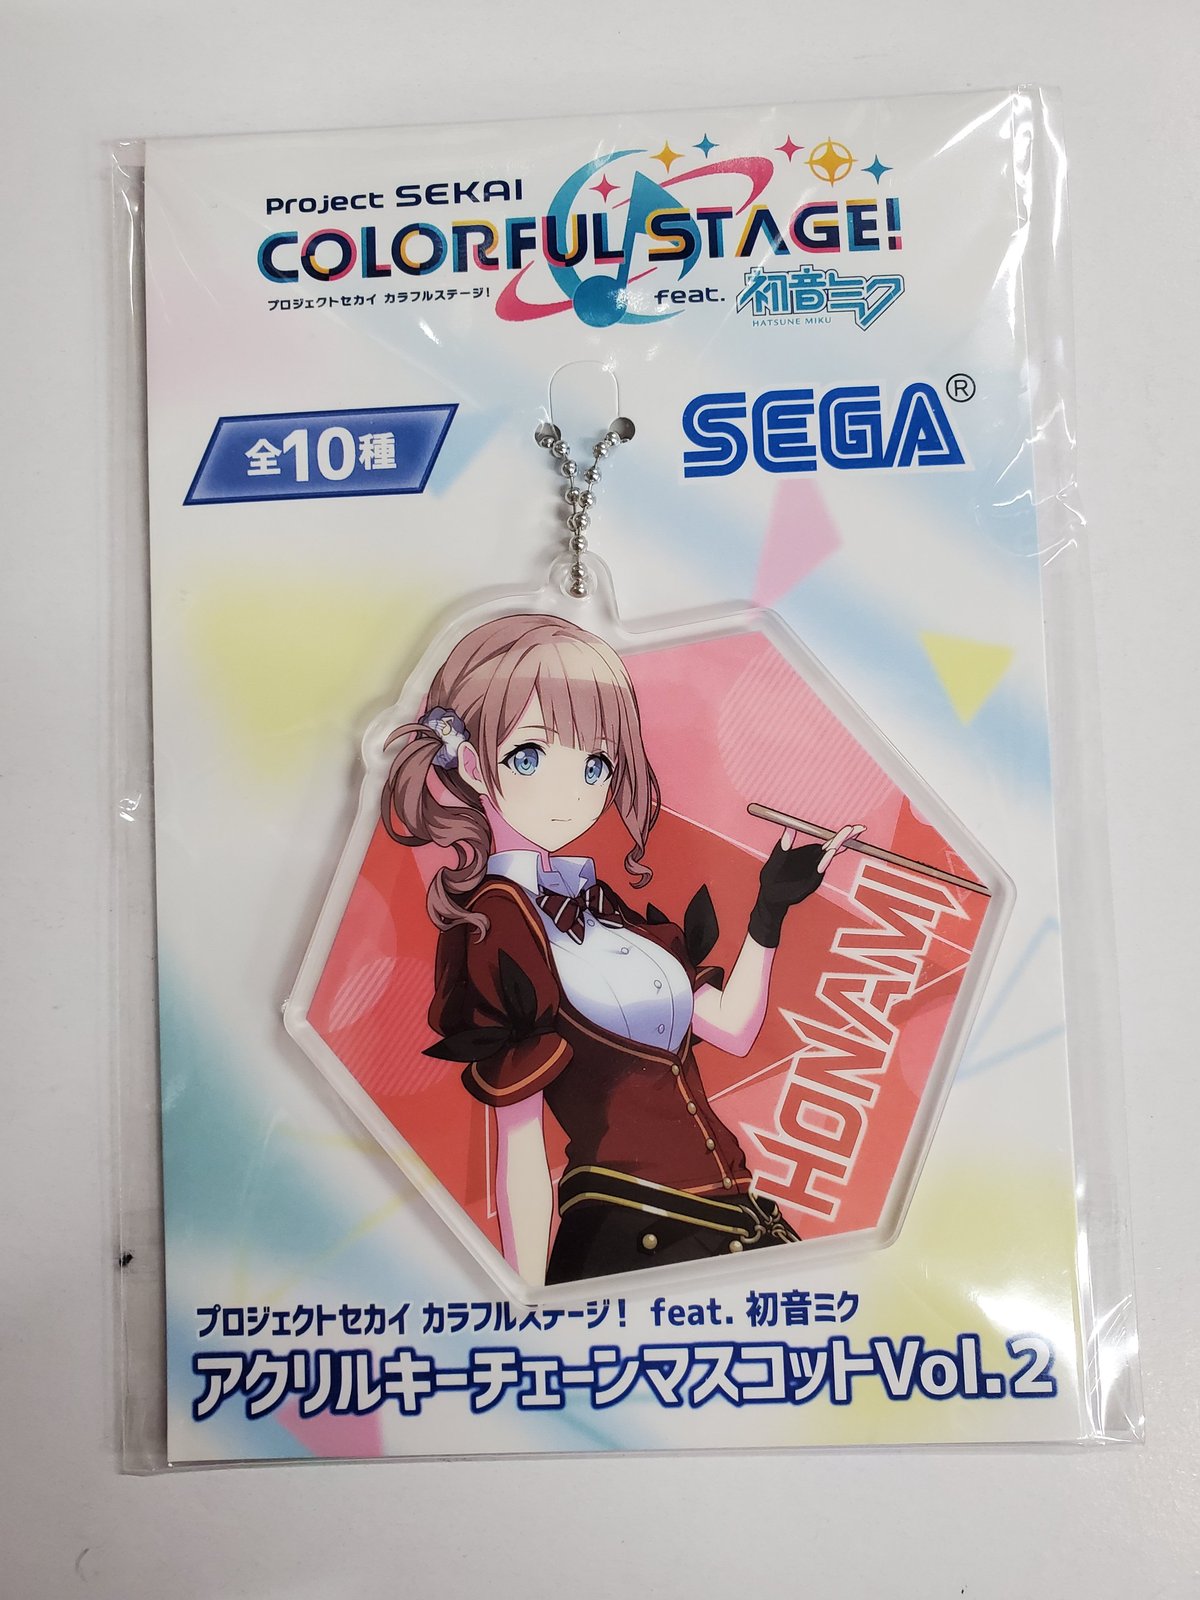 Project SEKAI
COLORFUL STAGE!
プロジェクトセカイ カラフルステージ!
feat. 初音ミク
HATSUNE MIKU
全10種
SEGA®
HONAMI
プロジェクトセカイ カラフルステージ! feat. 初音ミク
アクリルキーチェーンマスコットVol.2